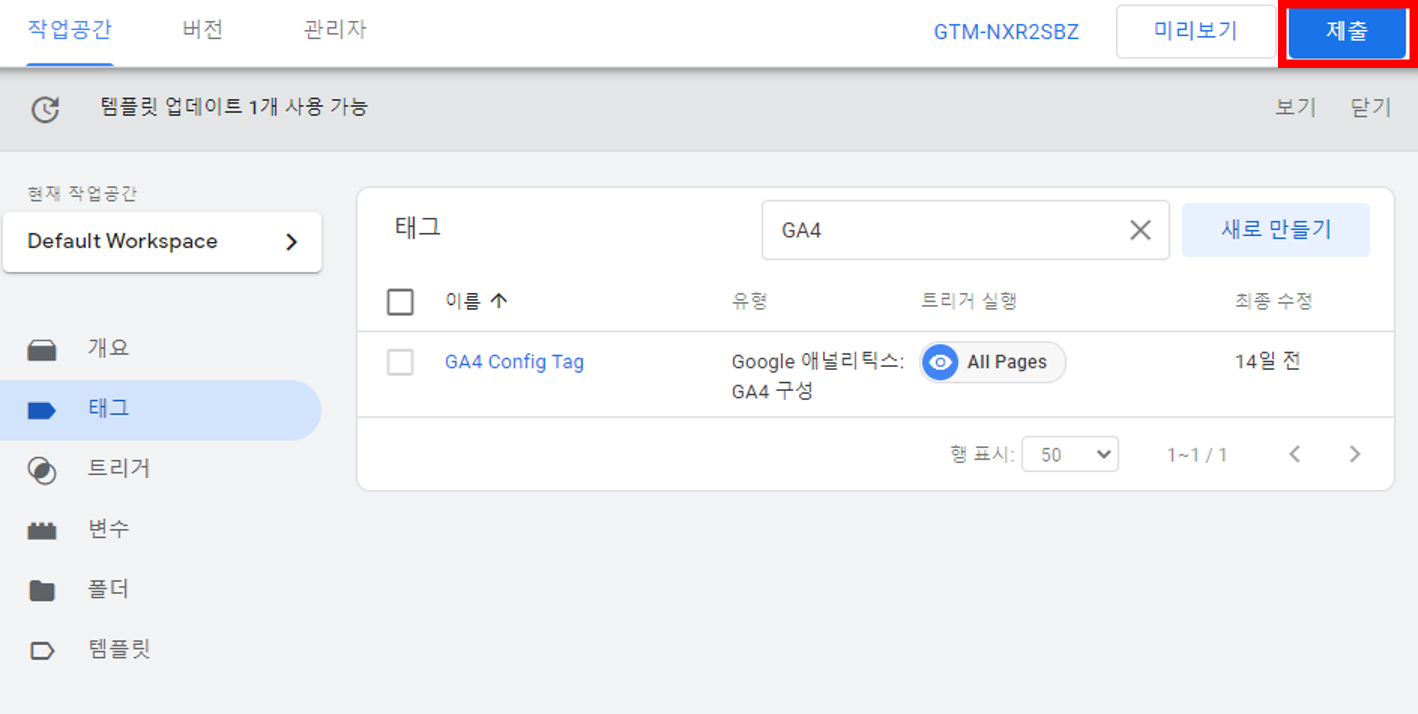 작업공간 버전 관리자 GTM-NXR2SBZ 미리보기 제출
템플릿 업데이트 1개 사용 가능 보기 닫기
현재 작업공간
Default Workspace
개요
태그
트리거
변수
폴더
템플릿
태그 GA4 새로 만들기
이름 유형 트리거 실행 최종 수정
GA4 Config Tag Google 애널리틱스: All Pages 14일 전
GA4 구성
행 표시: 50 1~1 / 1